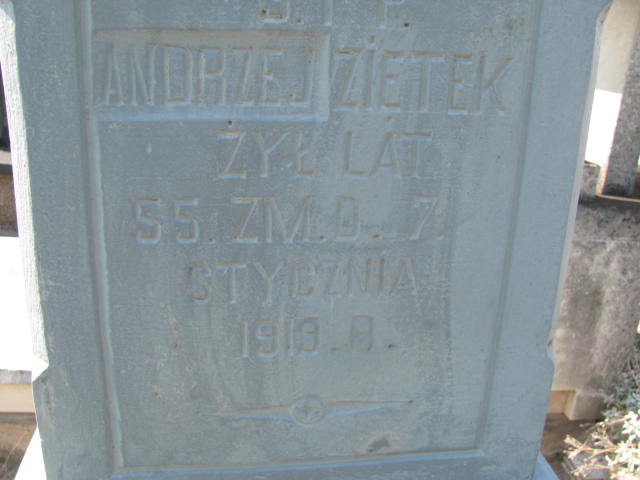 Ś. † P.
ANDRZEJ ZIĘTEK
ŻYŁ LAT
55. ZM. D. 7.
STYCZNIA
1919. R.